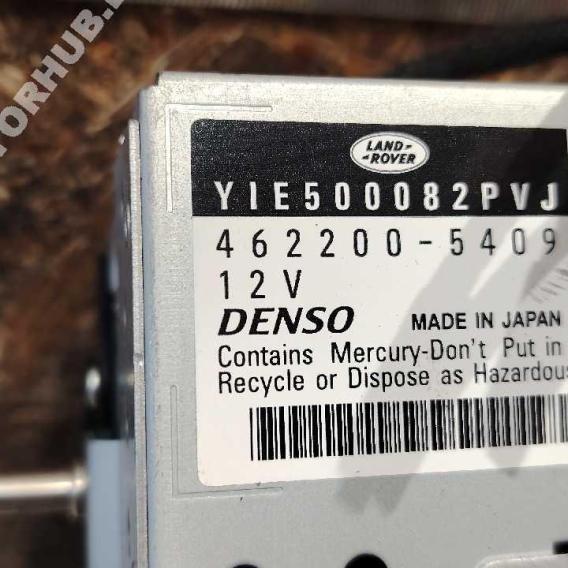 LAND-
-ROVER
YIE500082PVJ
462200-5409
12V
DENSO MADE IN JAPAN
Contains Mercury-Don't Put in
Recycle or Dispose as Hazardous